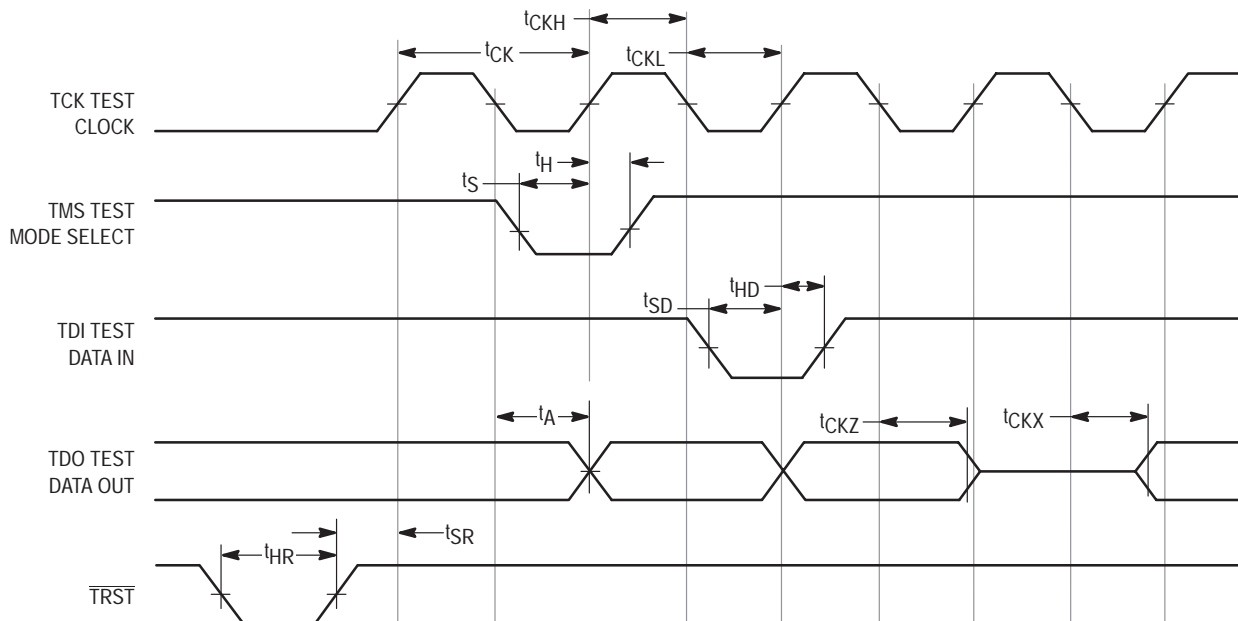 tCKH
tCK
tCKL
TCK TEST
CLOCK
tH
tS
TMS TEST
MODE SELECT
tHD
tSD
TDI TEST
DATA IN
tA
tCKZ
tCKX
TDO TEST
DATA OUT
tSR
tHR
TRST